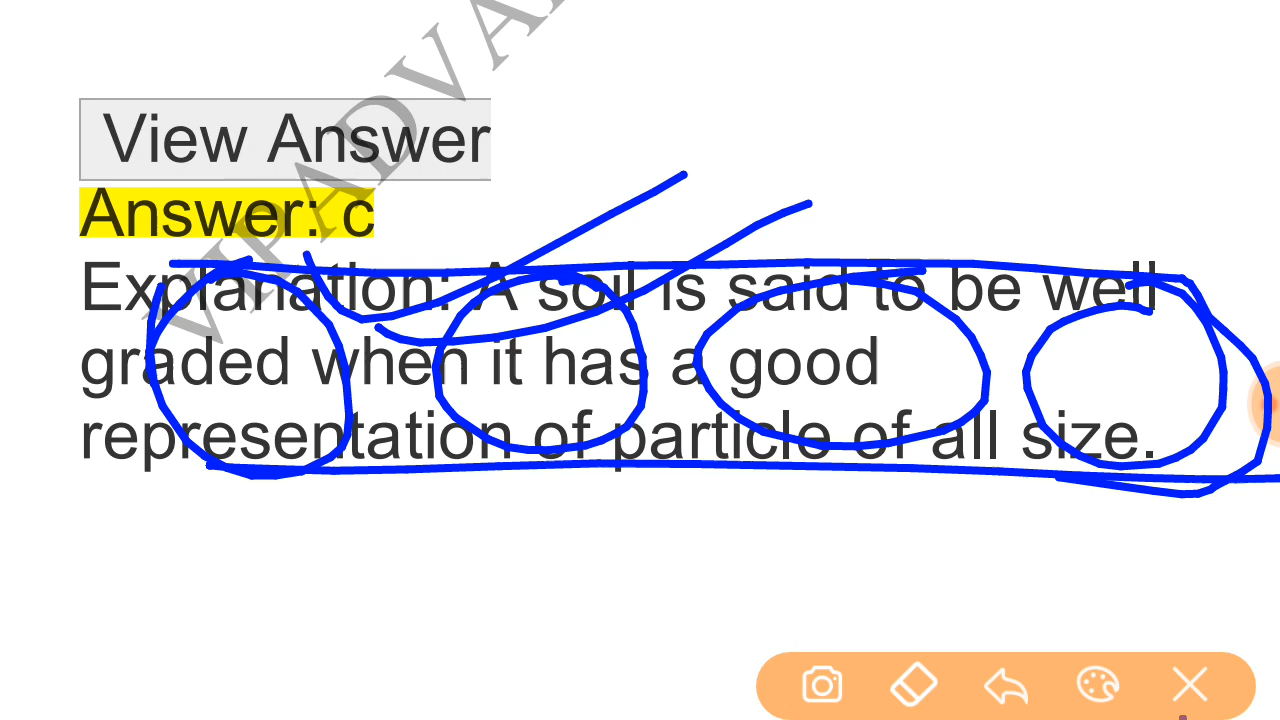 View Answer
Answer: c
Explanation: A soil is said to be well
graded when it has a good
representation of particle of all size.
VIPADVA